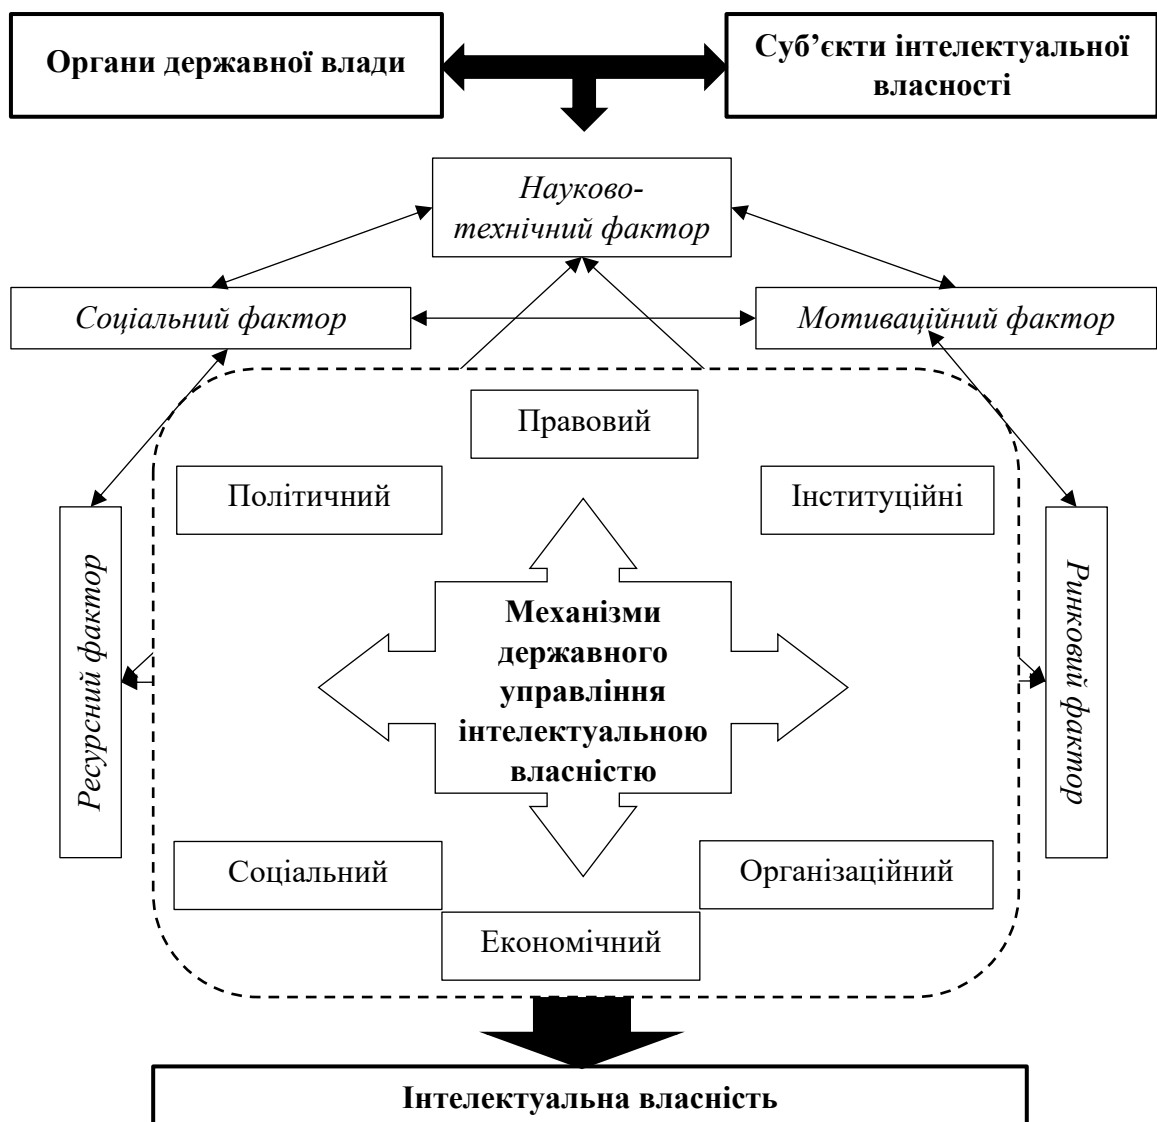 Органи державної влади
Суб’єкти інтелектуальної
власності
Науково-
технічний фактор
Соціальний фактор
Мотиваційний фактор
Правовий
Політичний
Інституційні
Ресурсний фактор
Механізми
державного
управління
інтелектуальною
власністю
Ринковий фактор
Соціальний
Організаційний
Економічний
Інтелектуальна власність